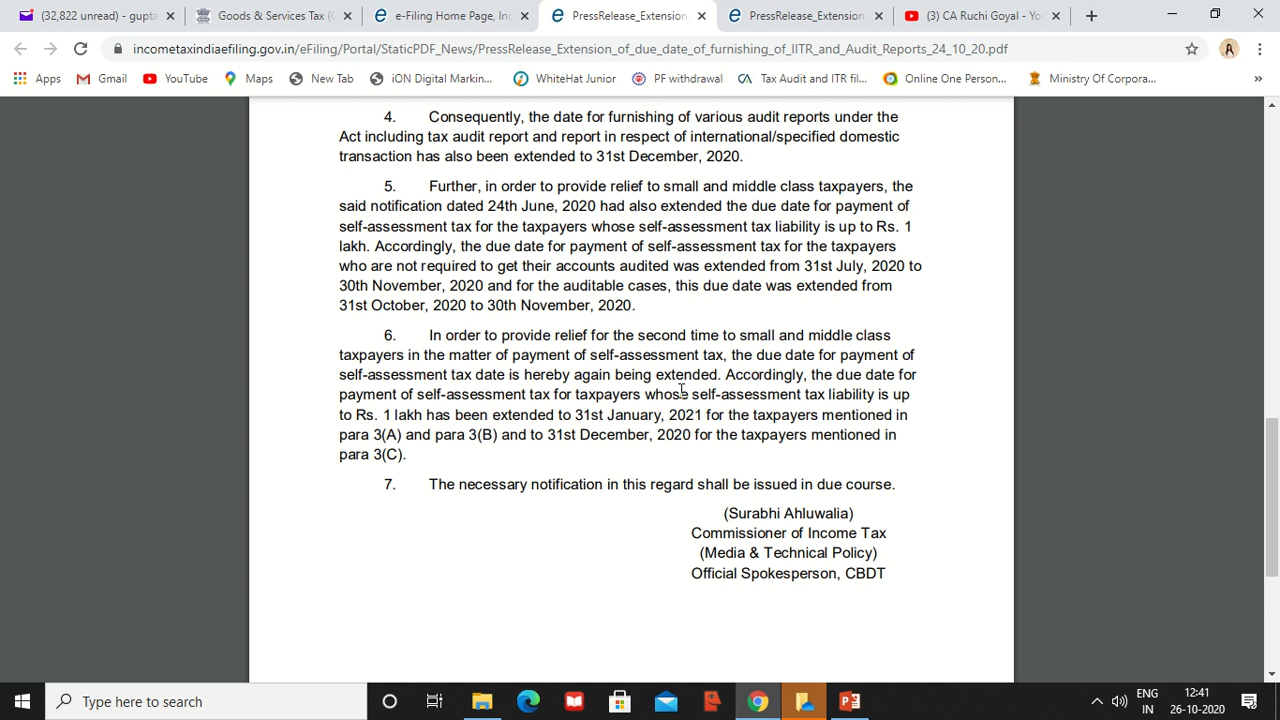 (32,822 unread) - gupta
Goods & Services Tax (G
e-Filing Home Page, Inc
PressRelease_Extension_
PressRelease_Extension_
(3) CA Ruchi Goyal - Yo
incometaxindiaefiling.gov.in/eFiling/Portal/StaticPDF_News/PressRelease_Extension_of_due_date_of_furnishing_of_IITR_and_Audit_Reports_24_10_20.pdf
Apps Gmail YouTube Maps New Tab iON Digital Markin... WhiteHat Junior PF withdrawal Tax Audit and ITR fil... Online One Person... Ministry Of Corpora... »
4. Consequently, the date for furnishing of various audit reports under the
Act including tax audit report and report in respect of international/specified domestic
transaction has also been extended to 31st December, 2020.
5. Further, in order to provide relief to small and middle class taxpayers, the
said notification dated 24th June, 2020 had also extended the due date for payment of
self-assessment tax for the taxpayers whose self-assessment tax liability is up to Rs. 1
lakh. Accordingly, the due date for payment of self-assessment tax for the taxpayers
who are not required to get their accounts audited was extended from 31st July, 2020 to
30th November, 2020 and for the auditable cases, this due date was extended from
31st October, 2020 to 30th November, 2020.
6. In order to provide relief for the second time to small and middle class
taxpayers in the matter of payment of self-assessment tax, the due date for payment of
self-assessment tax date is hereby again being extended. Accordingly, the due date for
payment of self-assessment tax for taxpayers whose self-assessment tax liability is up
to Rs. 1 lakh has been extended to 31st January, 2021 for the taxpayers mentioned in
para 3(A) and para 3(B) and to 31st December, 2020 for the taxpayers mentioned in
para 3(C).
7. The necessary notification in this regard shall be issued in due course.
(Surabhi Ahluwalia)
Commissioner of Income Tax
(Media & Technical Policy)
Official Spokesperson, CBDT
Type here to search
ENG
IN
12:41
26-10-2020